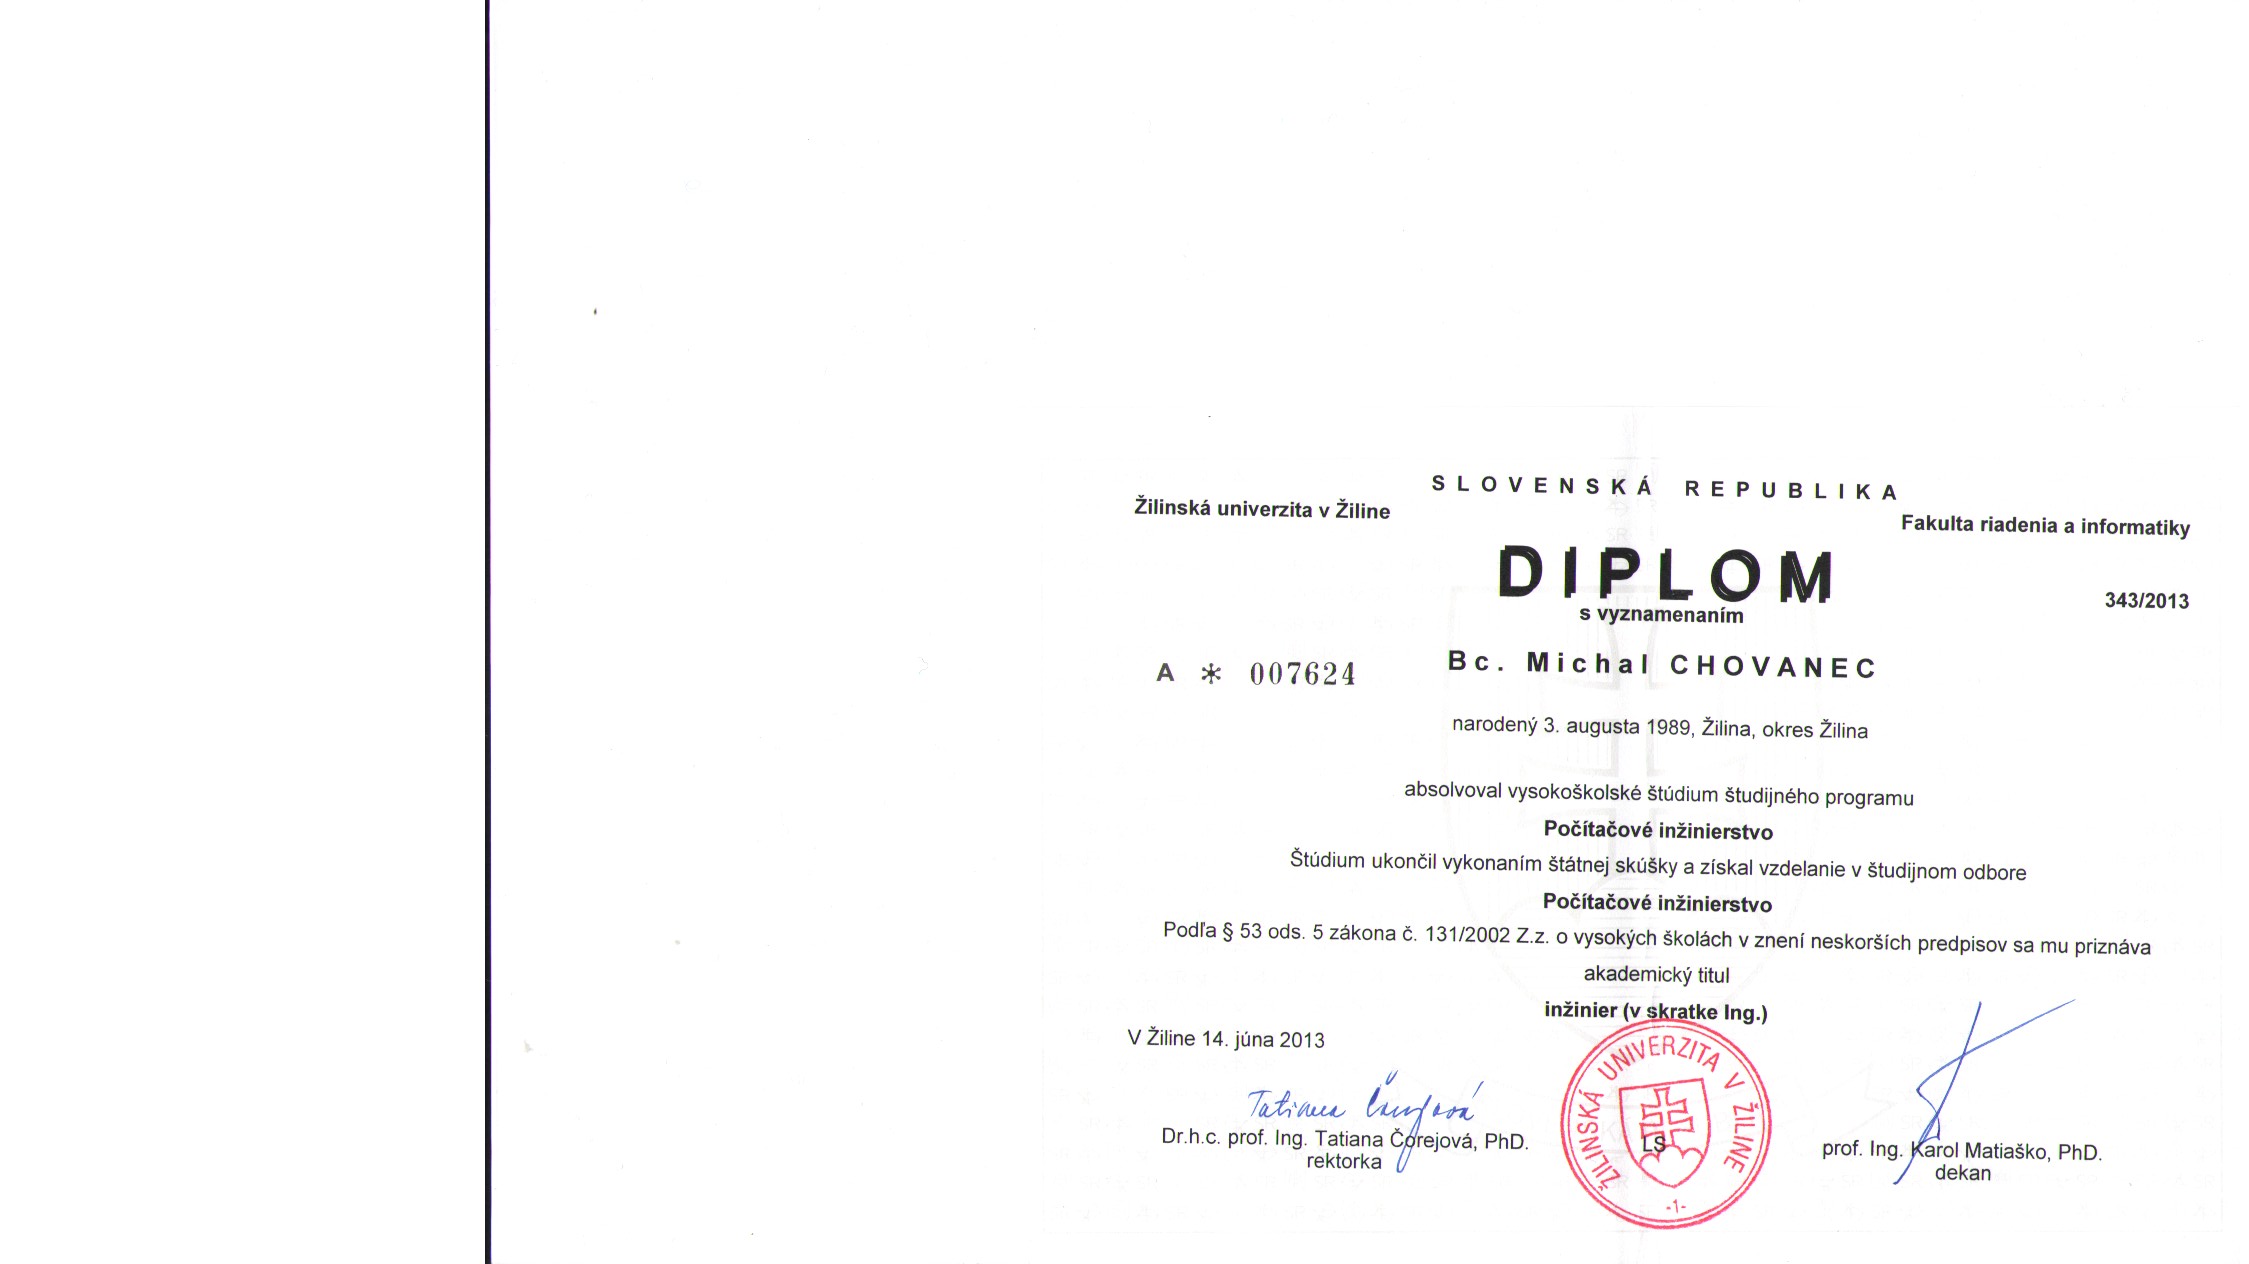 SLOVENSKÁ REPUBLIKA
Žilinská univerzita v Žiline
Fakulta riadenia a informatiky
DIPLOM
s vyznamenaním
343/2013
Bc. Michal CHOVANEC
A * 007624
narodený 3. augusta 1989, Žilina, okres Žilina
absolvoval vysokoškolské štúdium študijného programu
Počítačové inžinierstvo
Štúdium ukončil vykonaním štátnej skúšky a získal vzdelanie v študijnom odbore
Počítačové inžinierstvo
Podľa § 53 ods. 5 zákona č. 131/2002 Z.z. o vysokých školách v znení neskorších predpisov sa mu priznáva
akademický titul
inžinier (v skratke Ing.)
V Žiline 14. júna 2013
ŽILINSKÁ UNIVERZITA V ŽILINE
LS
-1-
Tatiana Čorejová
Dr.h.c. prof. Ing. Tatiana Čorejová, PhD.
rektorka
prof. Ing. Karol Matiaško, PhD.
dekan